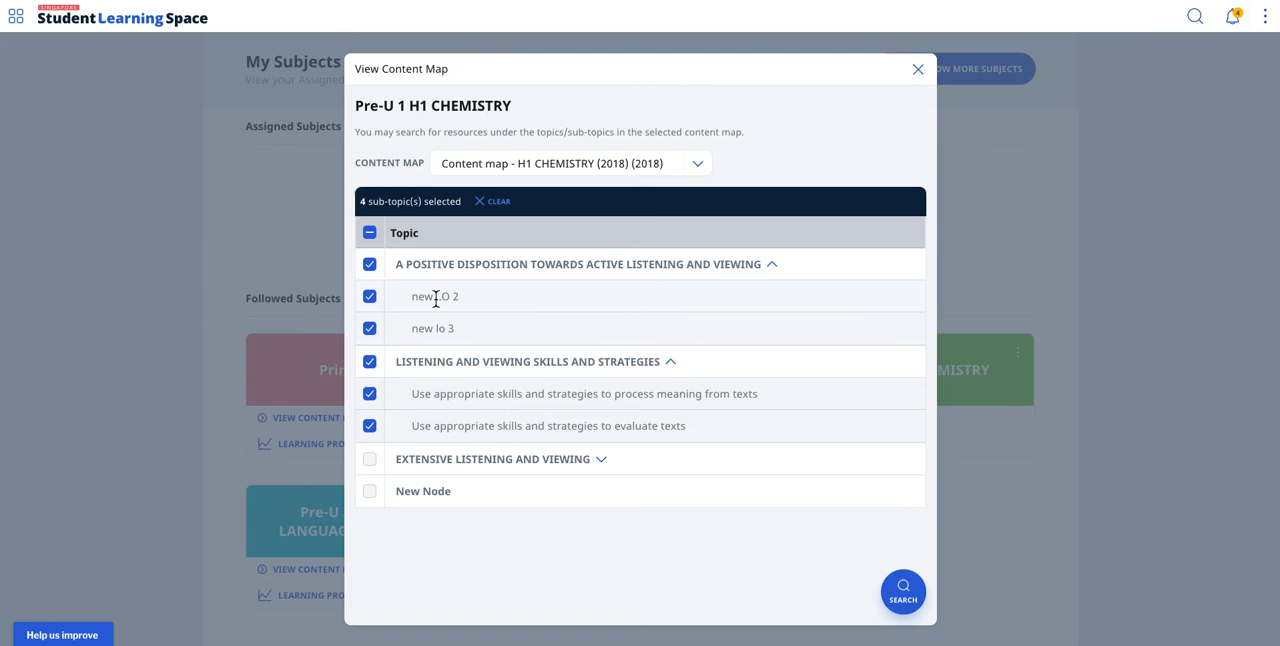 SINGAPORE
Student Learning Space
4
My Subjects
View your Assigned
OW MORE SUBJECTS
Assigned Subjects
Followed Subjects
Pri
MISTRY
VIEW CONTENT
LEARNING PRO
Pre-U
LANGUAG
VIEW CONTENT
LEARNING PRO
View Content Map
Pre-U 1 H1 CHEMISTRY
You may search for resources under the topics/sub-topics in the selected content map.
CONTENT MAP Content map - H1 CHEMISTRY (2018) (2018)
4 sub-topic(s) selected CLEAR
Topic
A POSITIVE DISPOSITION TOWARDS ACTIVE LISTENING AND VIEWING
new LO 2
new lo 3
LISTENING AND VIEWING SKILLS AND STRATEGIES
Use appropriate skills and strategies to process meaning from texts
Use appropriate skills and strategies to evaluate texts
EXTENSIVE LISTENING AND VIEWING
New Node
SEARCH
Help us improve